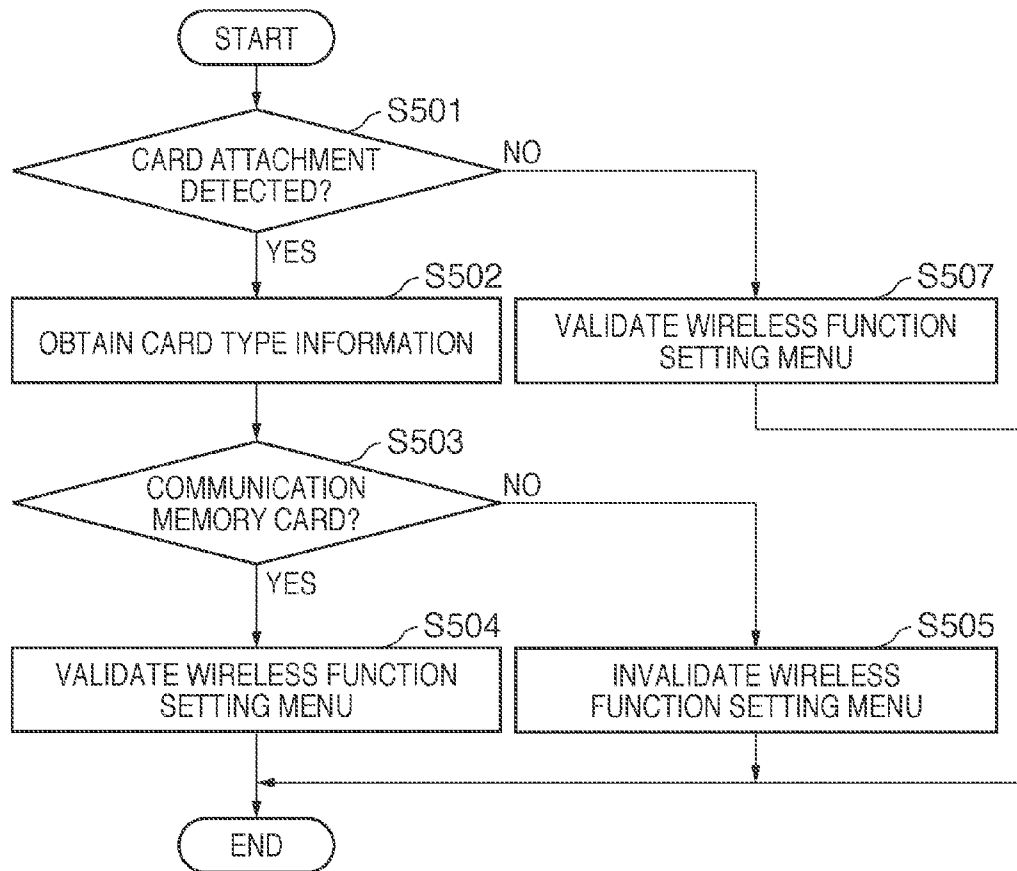 START
S501
CARD ATTACHMENT
DETECTED?
NO
YES
S502
OBTAIN CARD TYPE INFORMATION
S507
VALIDATE WIRELESS FUNCTION
SETTING MENU
S503
COMMUNICATION
MEMORY CARD?
NO
YES
S504
VALIDATE WIRELESS FUNCTION
SETTING MENU
S505
INVALIDATE WIRELESS
FUNCTION SETTING MENU
END